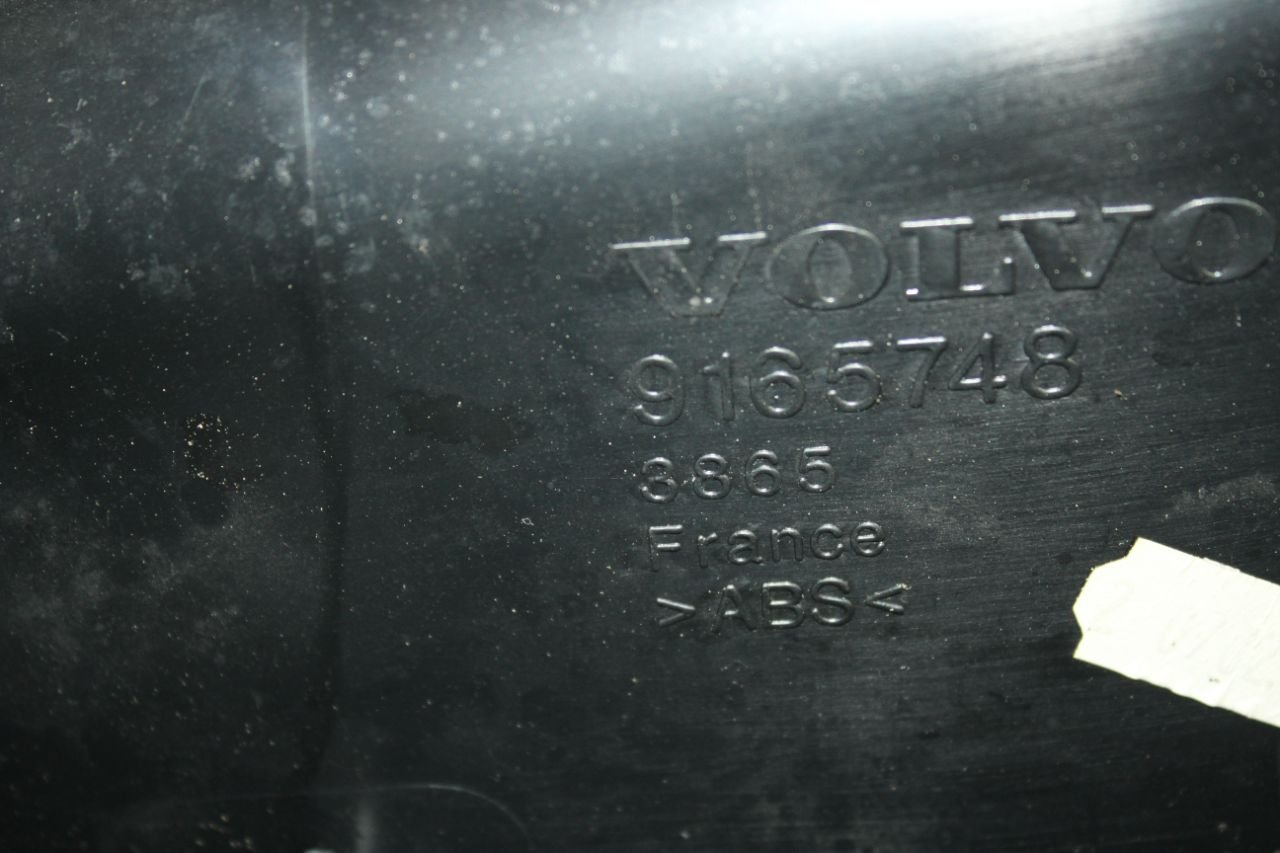 VOLVO
9165748
3865
France
>ABS<